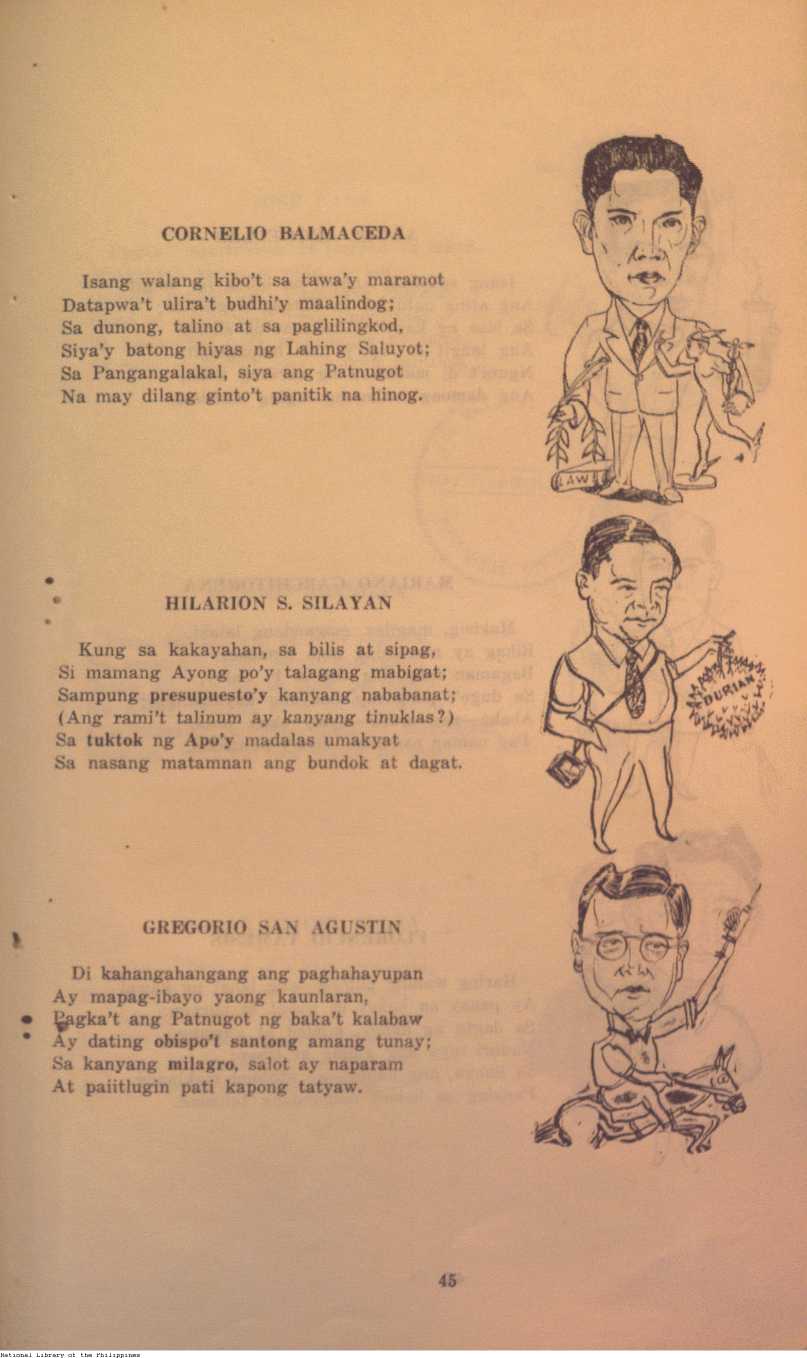 CORNELIO BALMACEDA
Isang walang kibo't sa tawa'y maramot
Datapwa't ulira't budhi'y maalindog;
Sa dunong, talino at sa paglilingkod,
Siya'y batong hiyas ng Lahing Saluyot;
Sa Pangangalakal, siya ang Patnugot
Na may dilang ginto't panitik na hinog.
LAW
HILARION S. SILAYAN
Kung sa kakayahan, sa bilis at sipag,
Si mamang Ayong po'y talagang mabigat;
Sampung presupuesto'y kanyang nababanat;
(Ang rami't talinum ay kanyang tinuklas?)
Sa tuktok ng Apo'y madalas umakyat
Sa nasang matamnan ang bundok at dagat.
DURIAN
GREGORIO SAN AGUSTIN
Di kahangahangang ang paghahayupan
Ay mapag-ibayo yaong kaunlaran,
Pagka't ang Patnugot ng baka't kalabaw
Ay dating obispo't santong amang tunay;
Sa kanyang milagro, salot ay naparam
At paiitlugin pati kapong tatyaw.
45
National Library of the Philippines